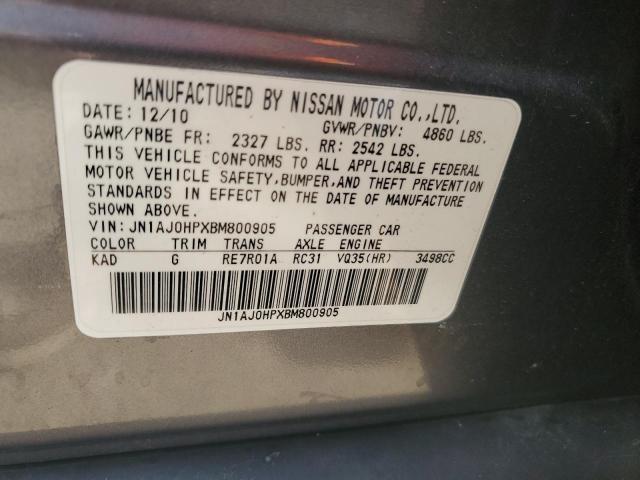 MANUFACTURED BY NISSAN MOTOR CO.,LTD.
DATE: 12/10 GVWR/PNBV: 4860 LBS.
GAWR/PNBE FR: 2327 LBS. RR: 2542 LBS.
THIS VEHICLE CONFORMS TO ALL APPLICABLE FEDERAL
MOTOR VEHICLE SAFETY,BUMPER,AND THEFT PREVENTION
STANDARDS IN EFFECT ON THE DATE OF MANUFACTURE
SHOWN ABOVE.
VIN:JN1AJ0HPXBM800905 PASSENGER CAR
COLOR TRIM TRANS AXLE ENGINE
KAD G RE7R01A RC31 VQ35(HR) 3498CC
JN1AJ0HPXBM800905